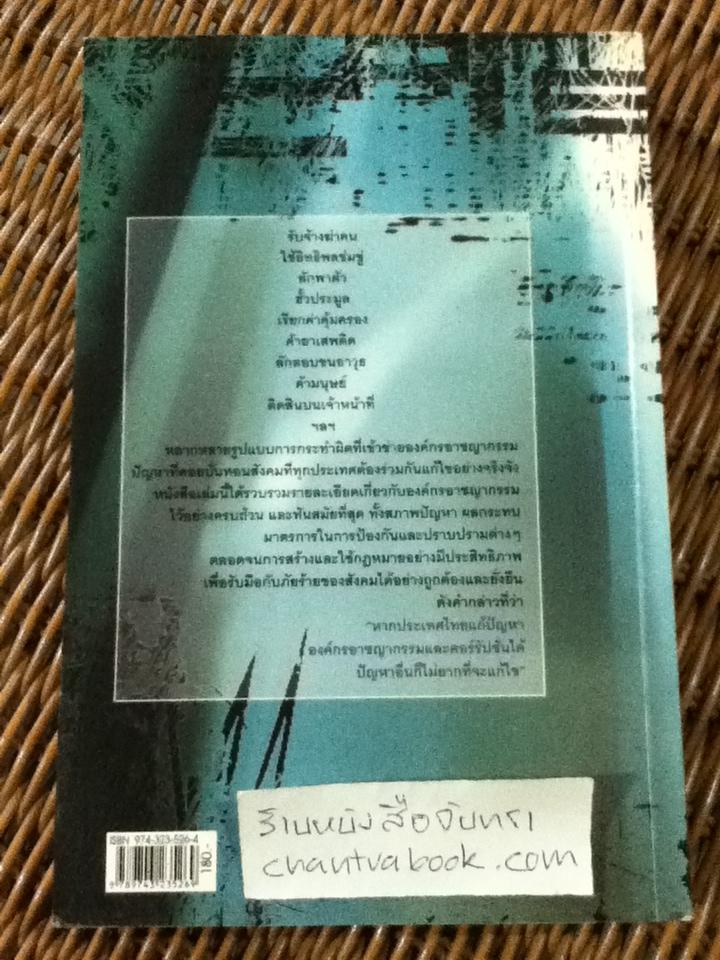 รับจ้างฆ่าคน
ใช้อิทธิพลข่มขู่
ลักพาตัว
ฮั้วประมูล
เรียกค่าคุ้มครอง
ค้ายาเสพติด
ลักลอบขนอาวุธ
ค้ามนุษย์
ติดสินบนเจ้าหน้าที่
ฯลฯ
หลากหลายรูปแบบการกระทำผิดที่เข้าข่ายองค์กรอาชญากรรม
ปัญหาที่คอยบั่นทอนสังคมที่ทุกประเทศต้องร่วมกันแก้ไขอย่างจริงจัง
หนังสือเล่มนี้ได้รวบรวมรายละเอียดเกี่ยวกับองค์กรอาชญากรรม
ไว้อย่างครบถ้วน และทันสมัยที่สุด ทั้งสภาพปัญหา ผลกระทบ
มาตรการในการป้องกันและปราบปรามต่างๆ
ตลอดจนการสร้างและใช้กฎหมายอย่างมีประสิทธิภาพ
เพื่อรับมือกับภัยร้ายของสังคมได้อย่างถูกต้องและยั่งยืน
ดังคำกล่าวที่ว่า
"หากประเทศไทยแก้ปัญหา
องค์กรอาชญากรรมและคอร์รัปชั่นได้
ปัญหาอื่นก็ไม่ยากที่จะแก้ไข"
ISBN 974-323-526-4
180.-
9 789743 235269
ร้านหนังสือจันทรา
chantrabook.com